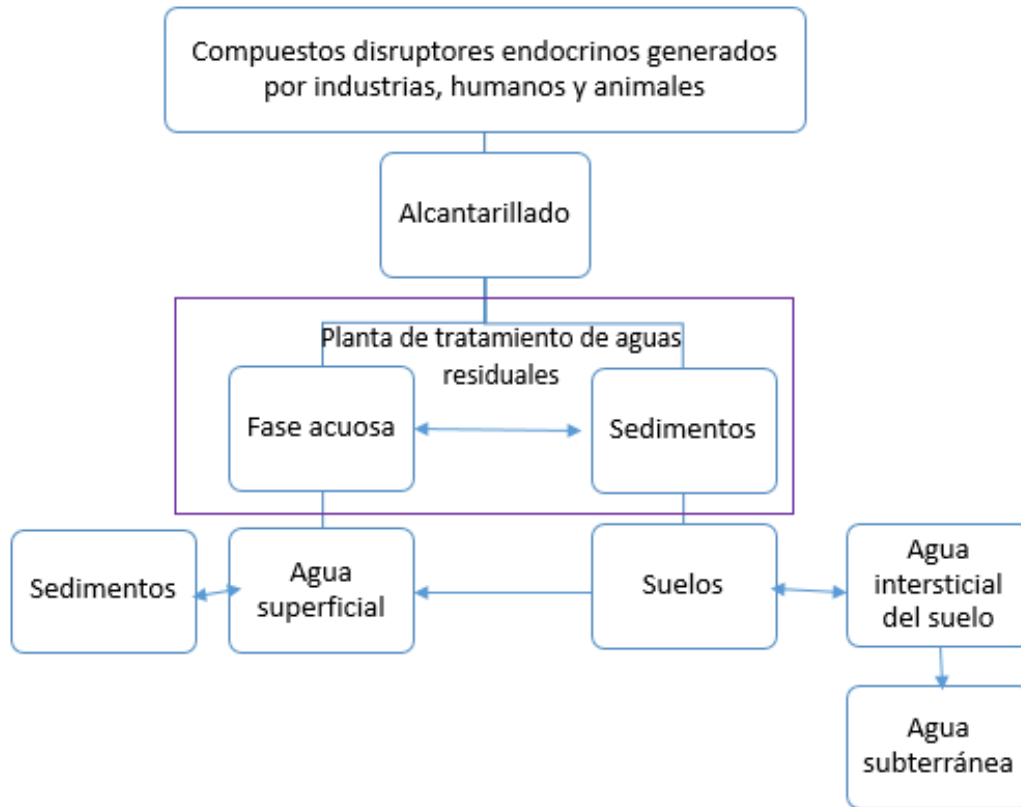 Compuestos disruptores endocrinos generados
por industrias, humanos y animales
Alcantarillado
Planta de tratamiento de aguas
residuales
Fase acuosa
Sedimentos
Sedimentos
Agua
superficial
Suelos
Agua
intersticial
del suelo
Agua
subterránea